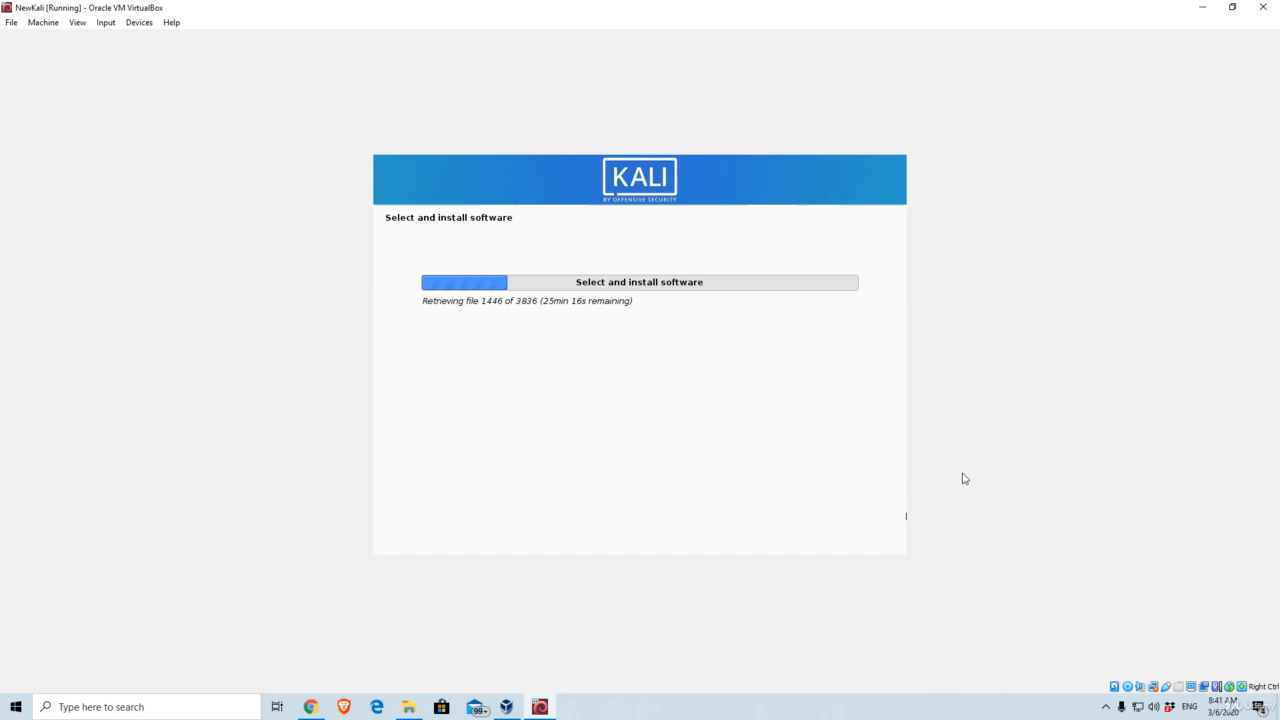 NewKali [Running] - Oracle VM VirtualBox
File Machine View Input Devices Help
KALI
BY OFFENSIVE SECURITY
Select and install software
Select and install software
Retrieving file 1446 of 3836 (25min 16s remaining)
Right Ctrl
Type here to search
99+
ENG
8:41 AM
3/6/2020
4